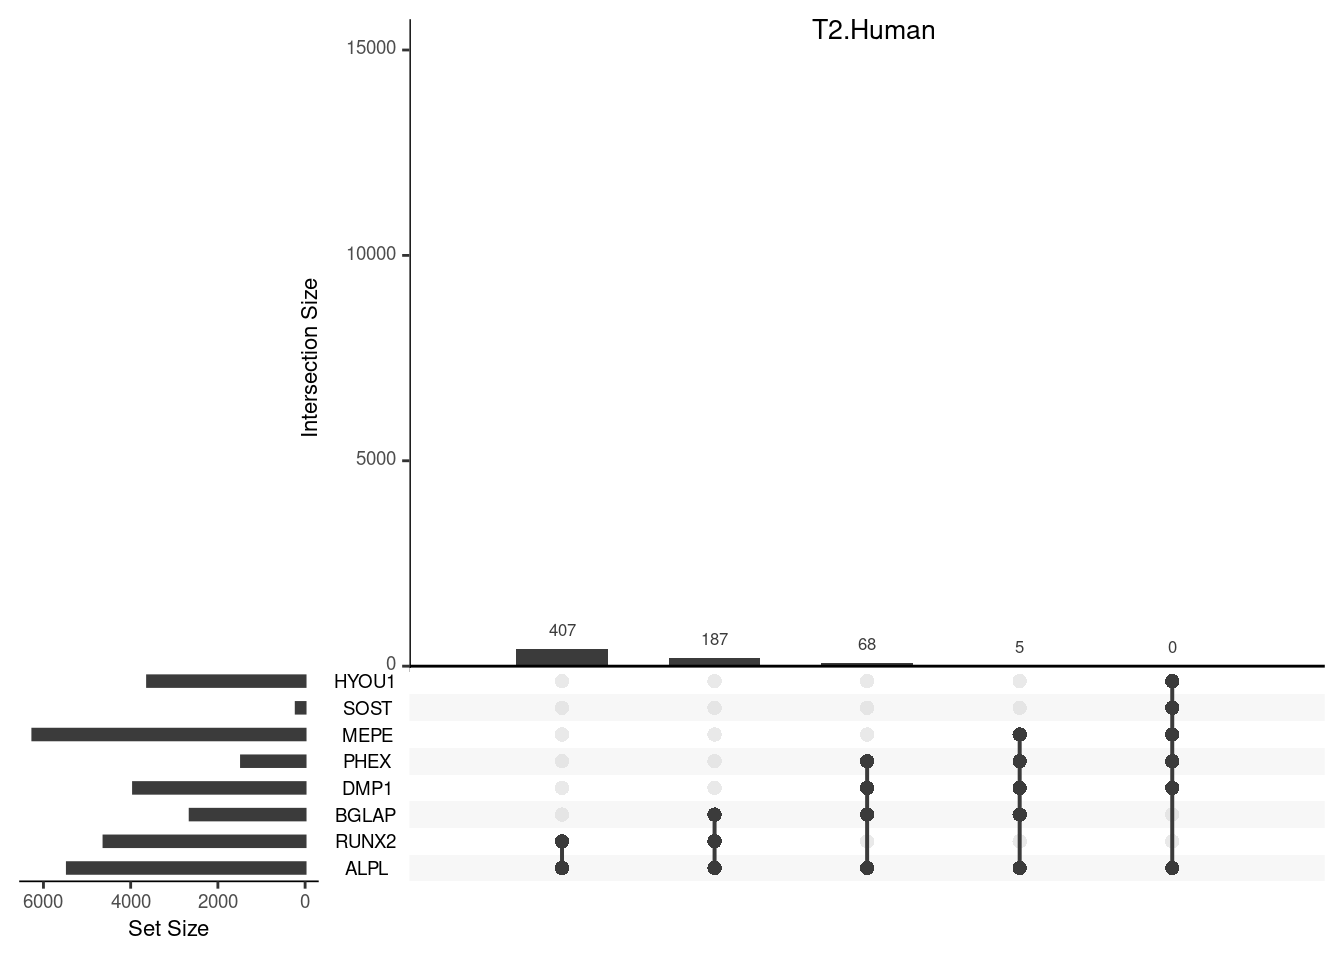 T2.Human
15000
10000
5000
0
Intersection Size
407
187
68
5
0
HYOU1
SOST
MEPE
PHEX
DMP1
BGLAP
RUNX2
ALPL
6000 4000 2000 0
Set Size